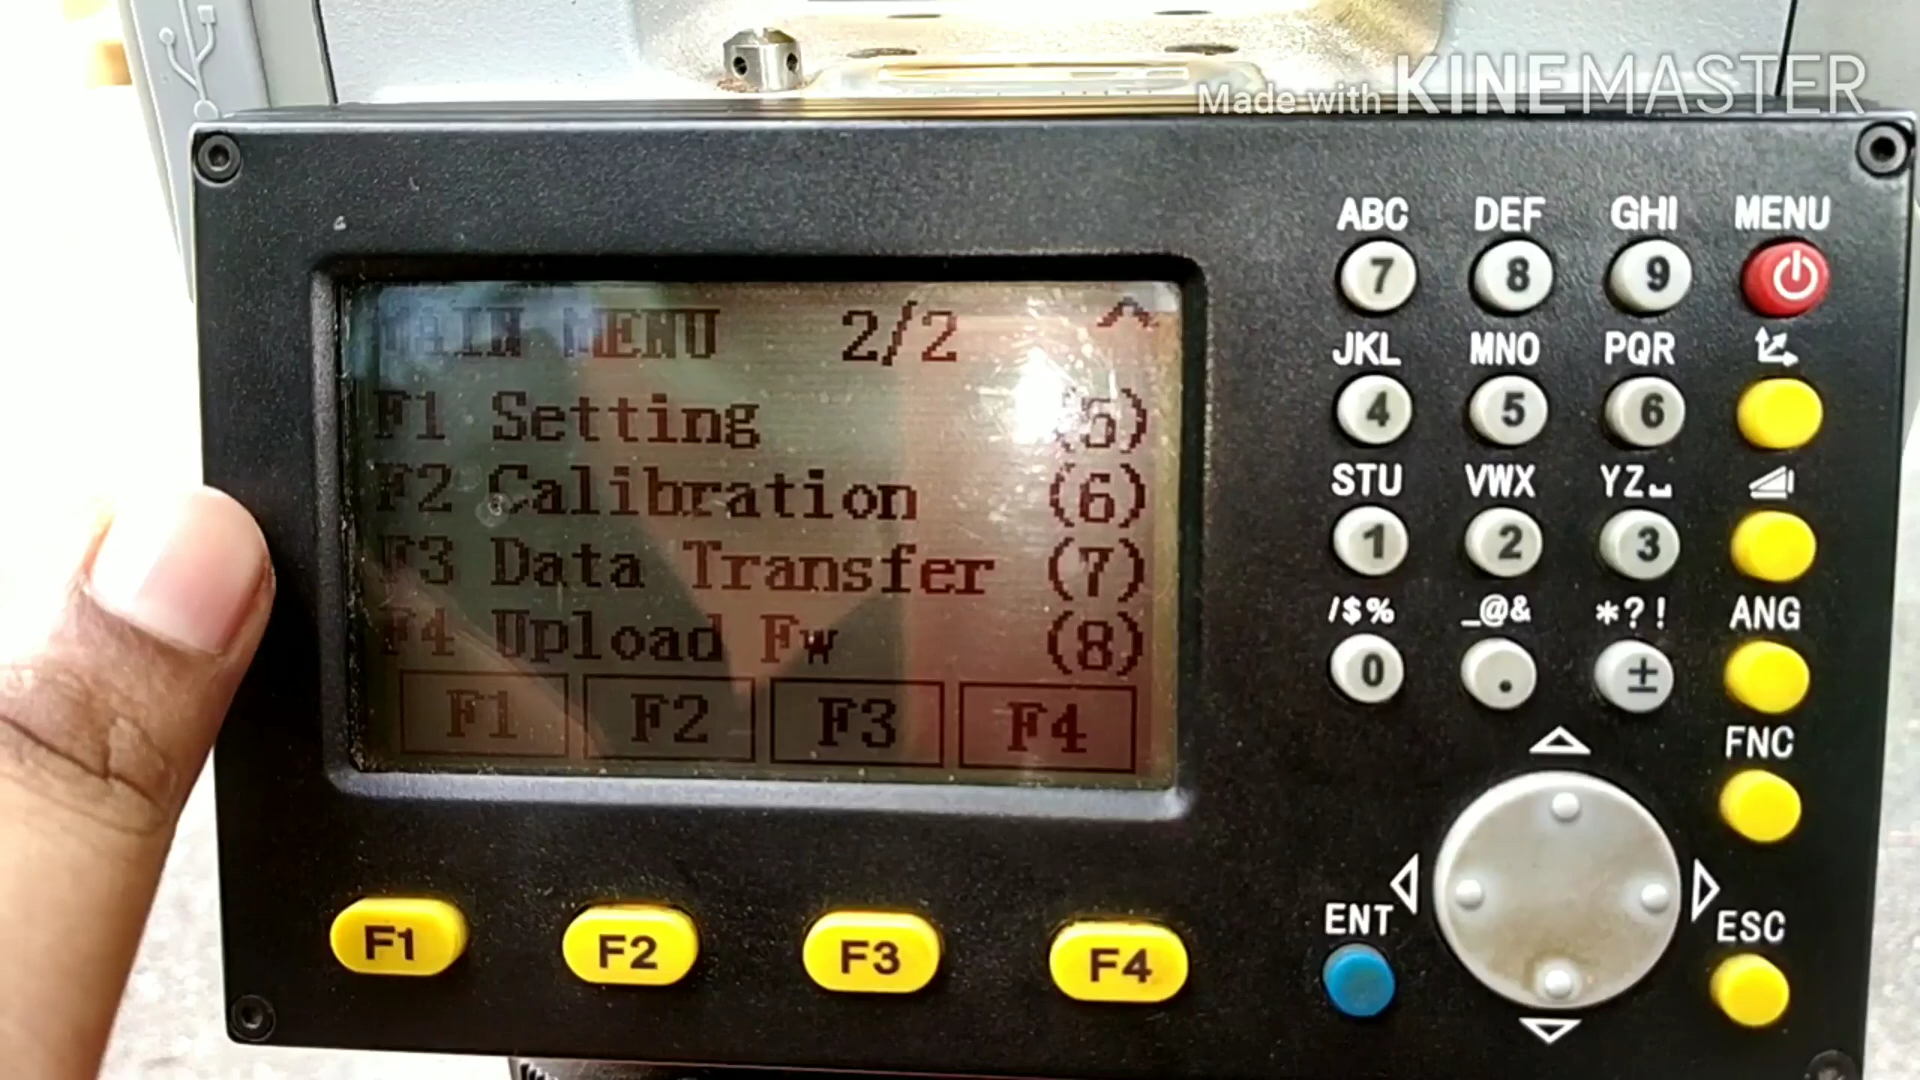 Made with KINEMASTER
MAIN MENU 2/2 ^
F1 Setting (5)
F2 Calibration (6)
F3 Data Transfer (7)
F4 Upload Fw (8)
F1 F2 F3 F4
F1 F2 F3 F4
ABC DEF GHI MENU
7 8 9
JKL MNO PQR
4 5 6
STU VWX YZ⎵
1 2 3
/$% _@& *?! ANG
0 . ±
FNC
ENT ESC